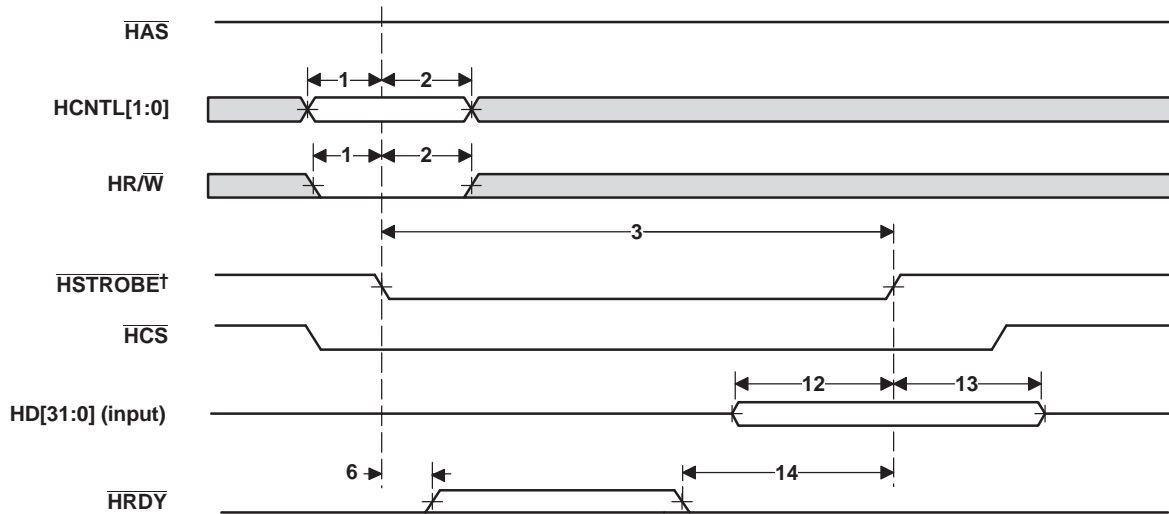 HAS
1 2
HCNTL[1:0]
1 2
HR/W
3
HSTROBE†
HCS
12 13
HD[31:0] (input)
6 14
HRDY